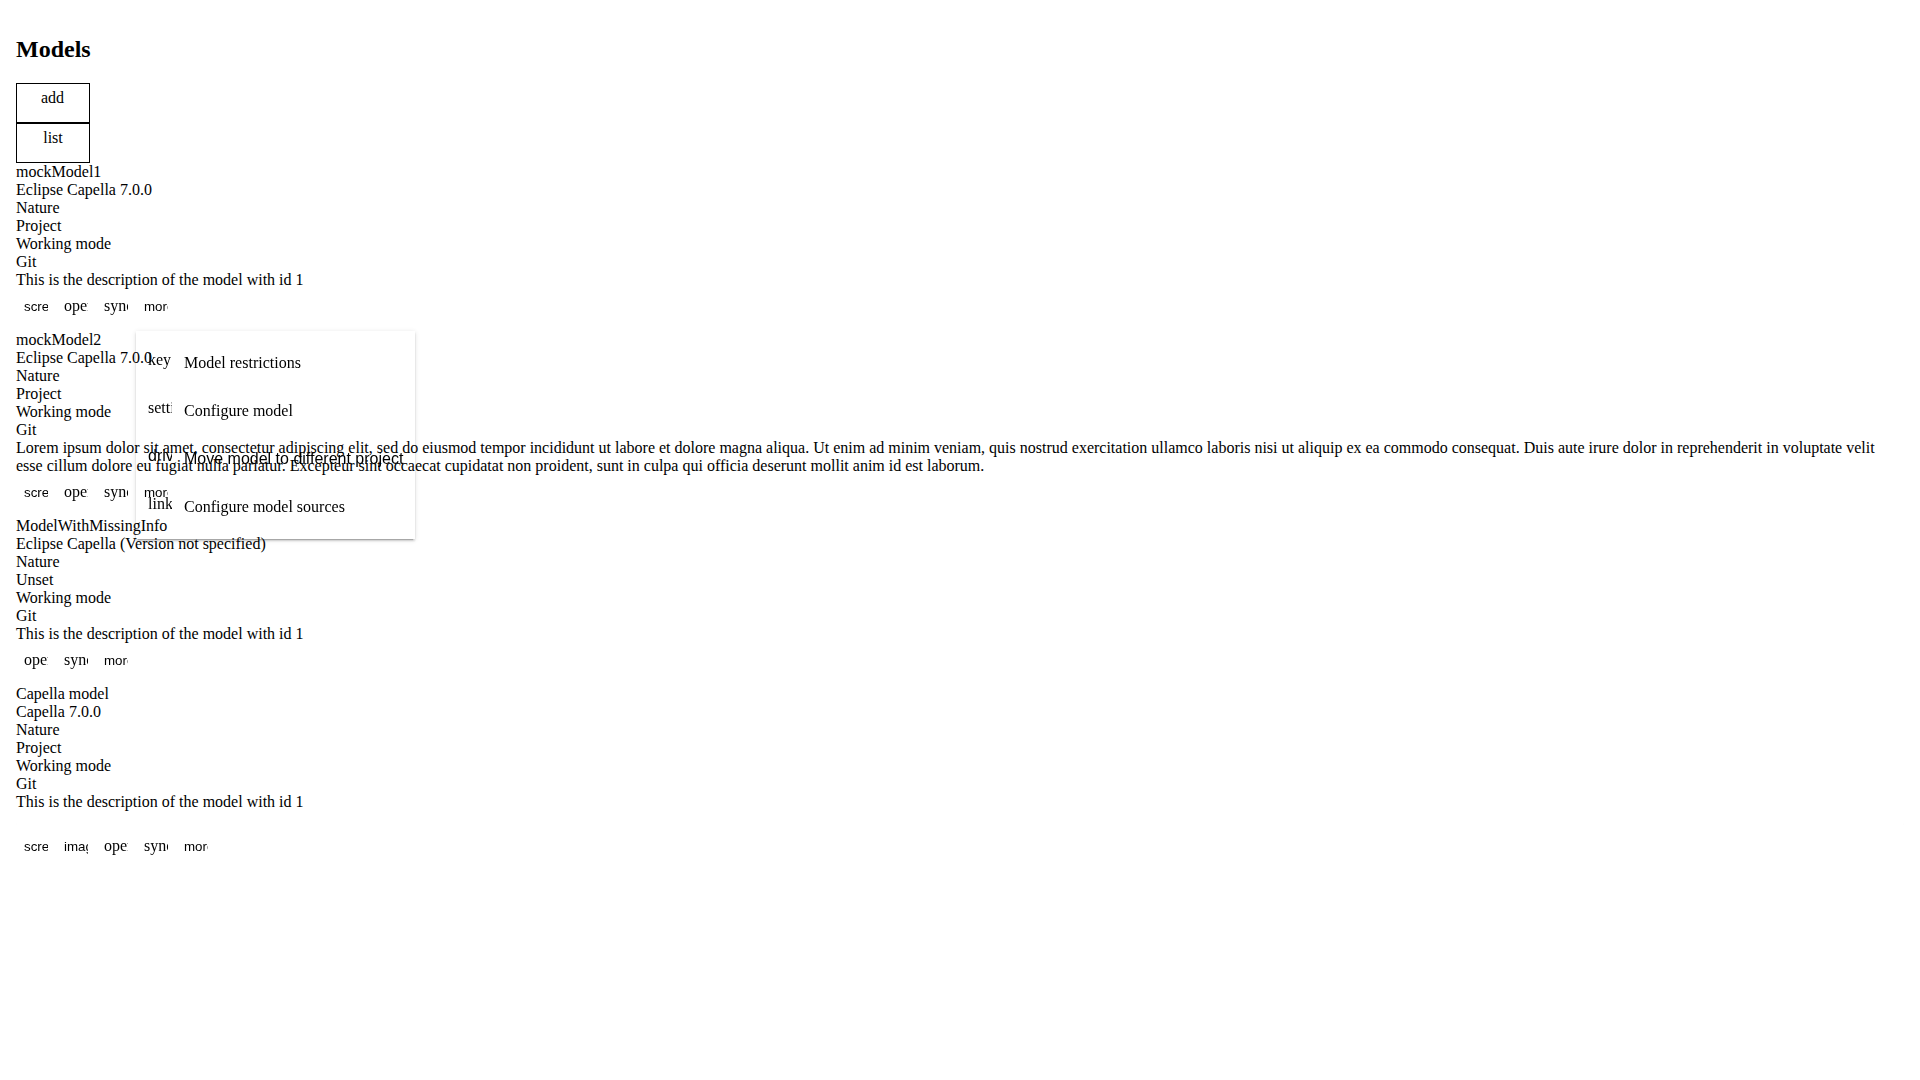 Models
add
list
mockModel1
Eclipse Capella 7.0.0
Nature
Project
Working mode
Git
This is the description of the model with id 1
scre ope syn mor
mockModel2
Eclipse Capella 7.0.0
Nature
Project
Working mode
Git
key Model restrictions
setti Configure model
driv Move model to different project
link Configure model sources
Lorem ipsum dolor sit amet, consectetur adipiscing elit, sed do eiusmod tempor incididunt ut labore et dolore magna aliqua. Ut enim ad minim veniam, quis nostrud exercitation ullamco laboris nisi ut aliquip ex ea commodo consequat. Duis aute irure dolor in reprehenderit in voluptate velit
esse cillum dolore eu fugiat nulla pariatur. Excepteur sint occaecat cupidatat non proident, sunt in culpa qui officia deserunt mollit anim id est laborum.
scre ope syn mor
ModelWithMissingInfo
Eclipse Capella (Version not specified)
Nature
Unset
Working mode
Git
This is the description of the model with id 1
ope syn mor
Capella model
Capella 7.0.0
Nature
Project
Working mode
Git
This is the description of the model with id 1
scre imag ope syn mor